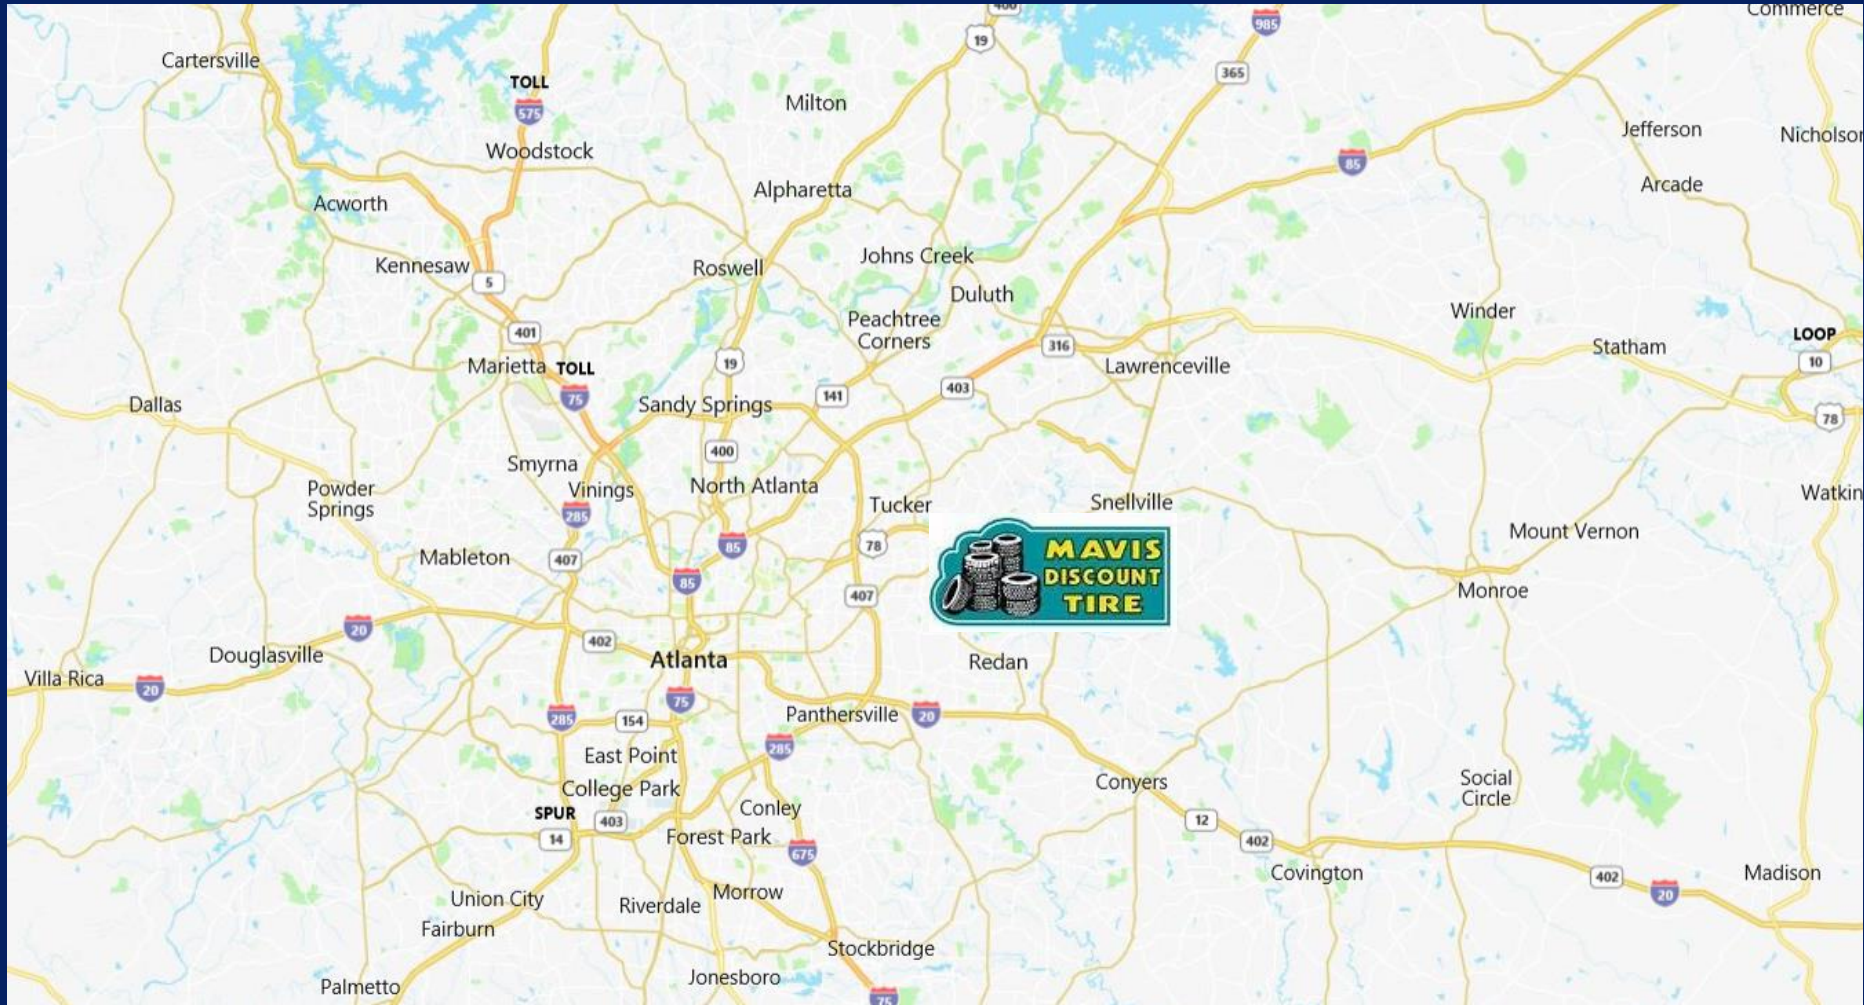 400
Commerce
985
19
Cartersville
365
TOLL
575
Milton
Jefferson
Nicholson
Woodstock
85
Alpharetta
Arcade
Acworth
Johns Creek
Kennesaw
Roswell
5
Duluth
Winder
Peachtree
Corners
401
LOOP
10
316
Statham
Marietta
TOLL
75
19
Lawrenceville
403
141
Dallas
Sandy Springs
78
400
Smyrna
Vinings
North Atlanta
Powder
Springs
Tucker
Snellville
Watkin
285
Mount Vernon
78
85
MAVIS
DISCOUNT
TIRE
Mableton
407
85
407
Monroe
20
402
Douglasville
Atlanta
Redan
Villa Rica
20
75
285
154
Panthersville
20
285
East Point
College Park
Conyers
Social
Circle
Conley
SPUR
14
403
Forest Park
12
402
675
Covington
402
Madison
20
Union City
Riverdale
Morrow
Fairburn
Stockbridge
Jonesboro
Palmetto
75